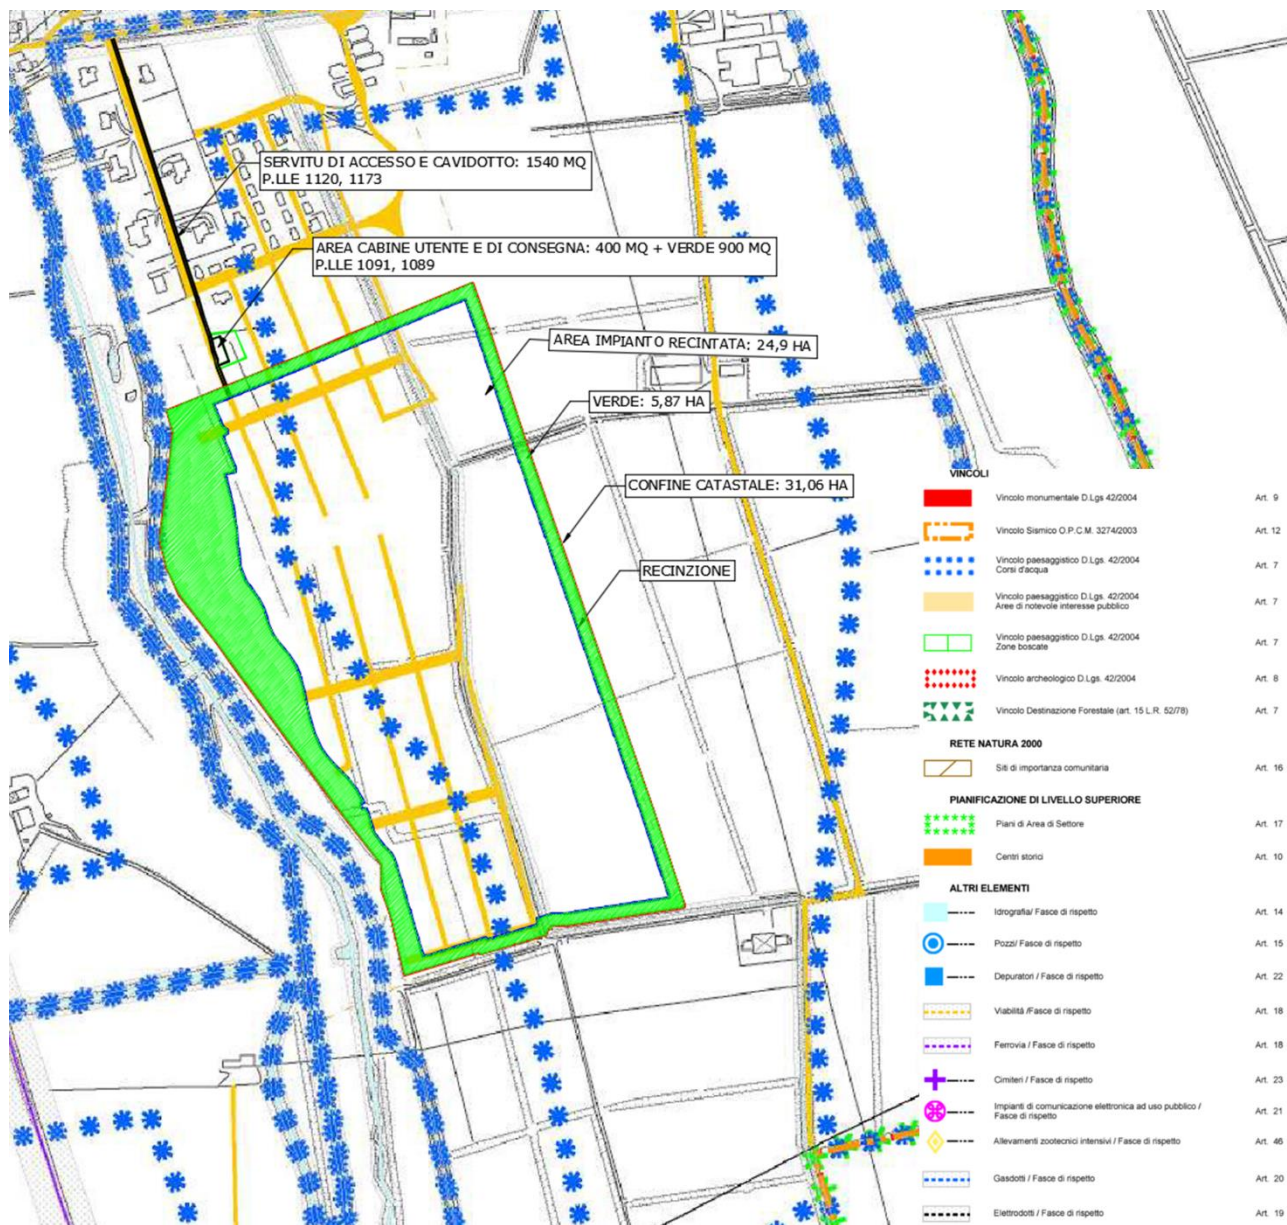 SERVITU DI ACCESSO E CAVIDOTTO: 1540 MQ
P.LLE 1120, 1173
AREA CABINE UTENTE E DI CONSEGNA: 400 MQ + VERDE 900 MQ
P.LLE 1091, 1089
AREA IMPIANTO RECINTATA: 24,9 HA
VERDE: 5,87 HA
CONFINE CATASTALE: 31,06 HA
RECINZIONE
VINCOLI
Vincolo monumentale D.Lgs 42/2004 Art. 9
Vincolo Sismico O.P.C.M. 3274/2003 Art. 12
Vincolo paesaggistico D.Lgs. 42/2004
Corsi d'acqua Art. 7
Vincolo paesaggistico D.Lgs. 42/2004
Aree di notevole interesse pubblico Art. 7
Vincolo paesaggistico D.Lgs. 42/2004
Zone boscate Art. 7
Vincolo archeologico D.Lgs. 42/2004 Art. 8
Vincolo Destinazione Forestale (art. 15 L.R. 52/78) Art. 7
RETE NATURA 2000
Siti di importanza comunitaria Art. 16
PIANIFICAZIONE DI LIVELLO SUPERIORE
Piani di Area di Settore Art. 17
Centri storici Art. 10
ALTRI ELEMENTI
Idrografia/ Fasce di rispetto Art. 14
Pozzi/ Fasce di rispetto Art. 15
Depuratori / Fasce di rispetto Art. 22
Viabilità /Fasce di rispetto Art. 18
Ferrovia / Fasce di rispetto Art. 18
Cimiteri / Fasce di rispetto Art. 23
Impianti di comunicazione elettronica ad uso pubblico /
Fasce di rispetto Art. 21
Allevamenti zootecnici intensivi / Fasce di rispetto Art. 46
Gasdotti / Fasce di rispetto Art. 20
Elettrodotti / Fasce di rispetto Art. 19